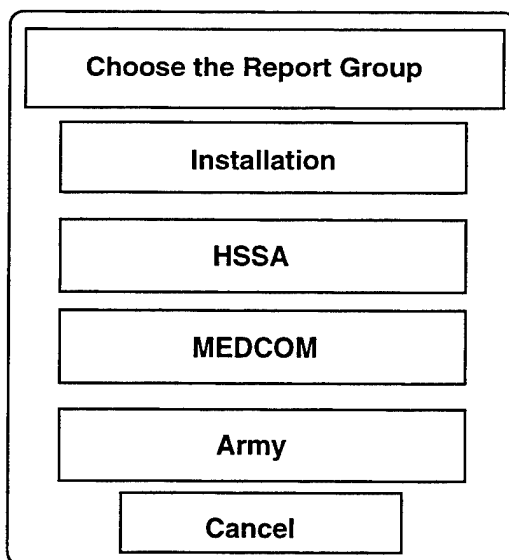 Choose the Report Group
Installation
HSSA
MEDCOM
Army
Cancel